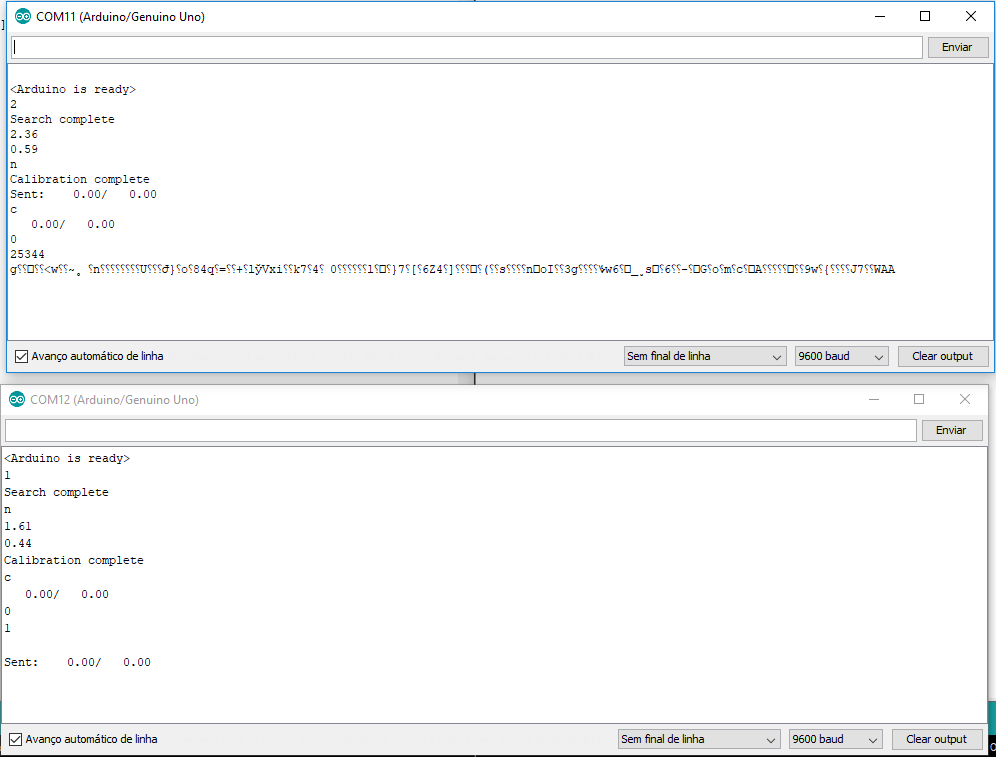 COM11 (Arduino/Genuino Uno)
Enviar
<Arduino is ready>
2
Search complete
2.36
0.59
n
Calibration complete
Sent:    0.00/   0.00
c
   0.00/   0.00
0
25344
Avanço automático de linha
Sem final de linha
9600 baud
Clear output
COM12 (Arduino/Genuino Uno)
Enviar
<Arduino is ready>
1
Search complete
n
1.61
0.44
Calibration complete
c
   0.00/   0.00
0
1
Sent:    0.00/   0.00
Avanço automático de linha
Sem final de linha
9600 baud
Clear output